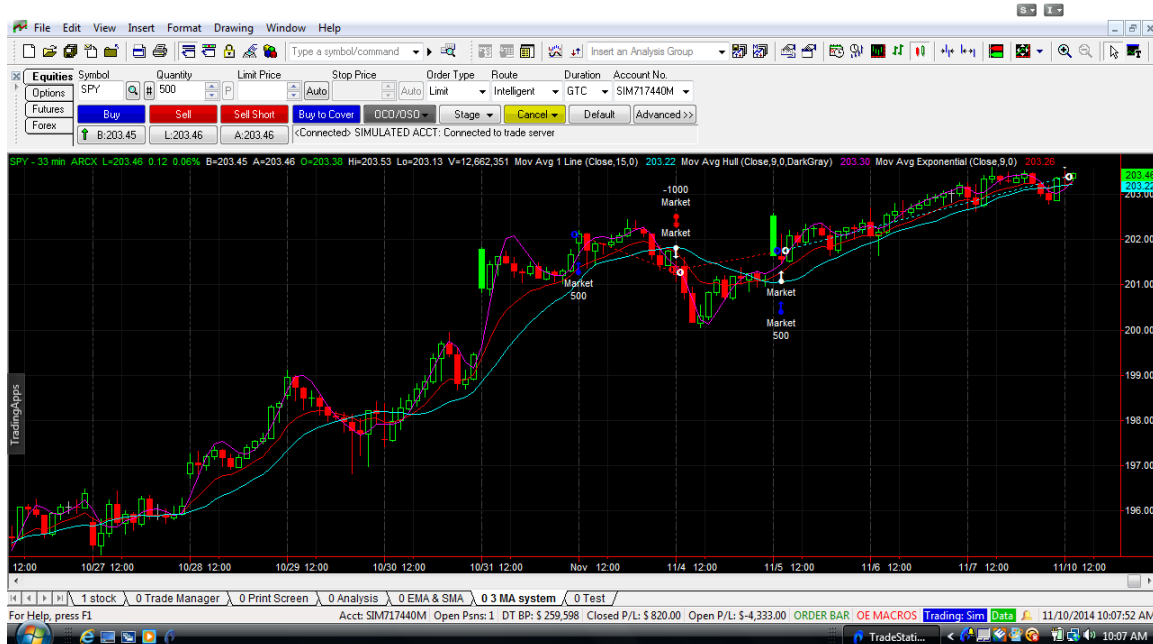 S I
File Edit View Insert Format Drawing Window Help
Type a symbol/command Insert an Analysis Group
Equities Symbol Quantity Limit Price Stop Price Order Type Route Duration Account No.
Options SPY # 500 P Auto Auto Limit Intelligent GTC SIM717440M
Futures Buy Sell Sell Short Buy to Cover OCO/OSO Stage Cancel Default Advanced >>
Forex B:203.45 L:203.46 A:203.46 <Connected> SIMULATED ACCT: Connected to trade server
SPY - 33 min ARCX L=203.46 0.12 0.06% B=203.45 A=203.46 O=203.38 Hi=203.53 Lo=203.13 V=12,662,351 Mov Avg 1 Line (Close,15,0) 203.22 Mov Avg Hull (Close,9,0,DarkGray) 203.30 Mov Avg Exponential (Close,9,0) 203.26
203.46
203.22
203.00
-1000
Market
Market
202.00
Market
500
Market
201.00
Market
500
200.00
199.00
TradingApps
198.00
197.00
196.00
12:00 10/27 12:00 10/28 12:00 10/29 12:00 10/30 12:00 10/31 12:00 Nov 12:00 11/4 12:00 11/5 12:00 11/6 12:00 11/7 12:00 11/10 12:00
1 stock 0 Trade Manager 0 Print Screen 0 Analysis 0 EMA & SMA 0 3 MA system 0 Test
For Help, press F1 Acct: SIM717440M Open Psns: 1 DT BP: $ 259,598 Closed P/L: $ 820.00 Open P/L: $-4,333.00 ORDER BAR OE MACROS Trading: Sim Data 11/10/2014 10:07:52 AM
TradeStati... 10:07 AM